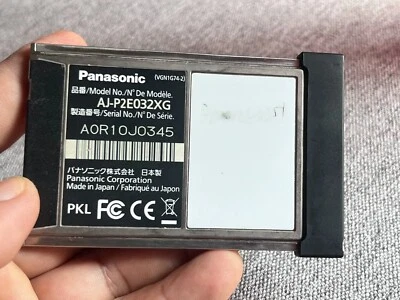 Panasonic (VGN1G74-2)
品番/Model No./N° De Modèle.
AJ-P2E032XG
製造番号/Serial No./N° De Série.
A0R10J0345
パナソニック株式会社 日本製
Panasonic Corporation
Made in Japan / Fabriqué au Japon
PKL FC CE